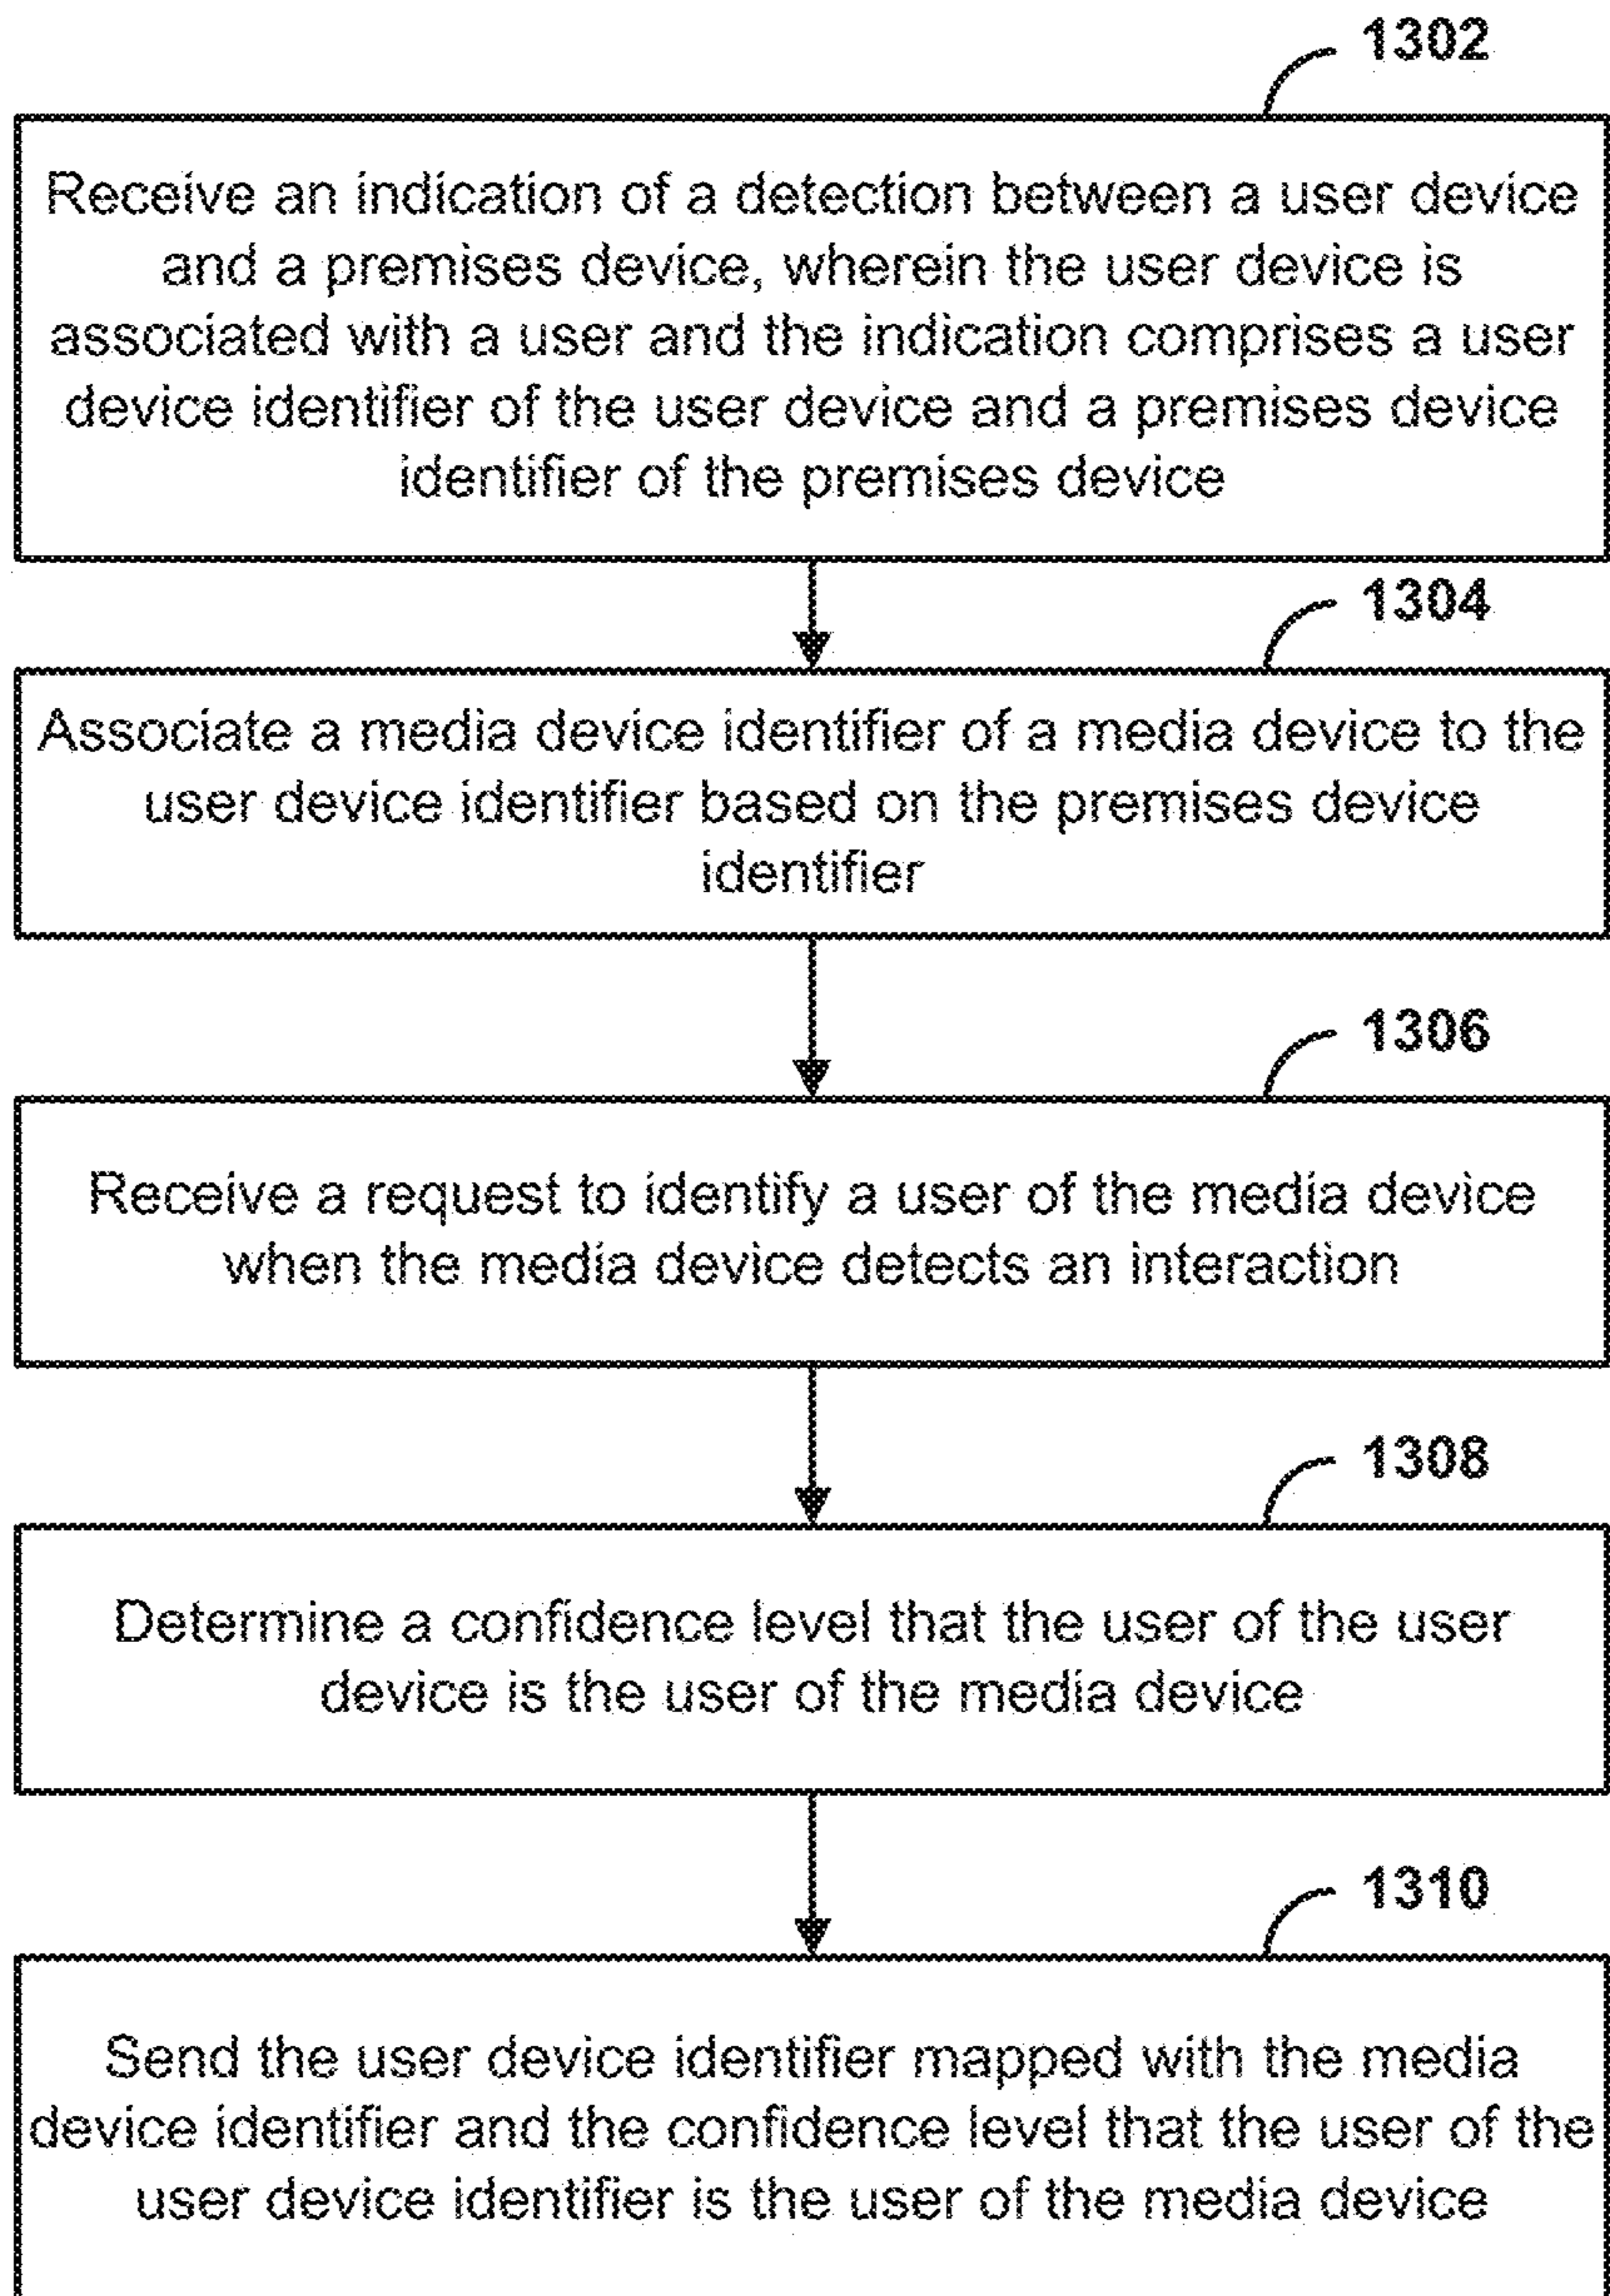 1302
Receive an indication of a detection between a user device
and a premises device, wherein the user device is
associated with a user and the indication comprises a user
device identifier of the user device and a premises device
identifier of the premises device
1304
Associate a media device identifier of a media device to the
user device identifier based on the premises device
identifier
1306
Receive a request to identify a user of the media device
when the media device detects an interaction
1308
Determine a confidence level that the user of the user
device is the user of the media device
1310
Send the user device identifier mapped with the media
device identifier and the confidence level that the user of the
user device identifier is the user of the media device